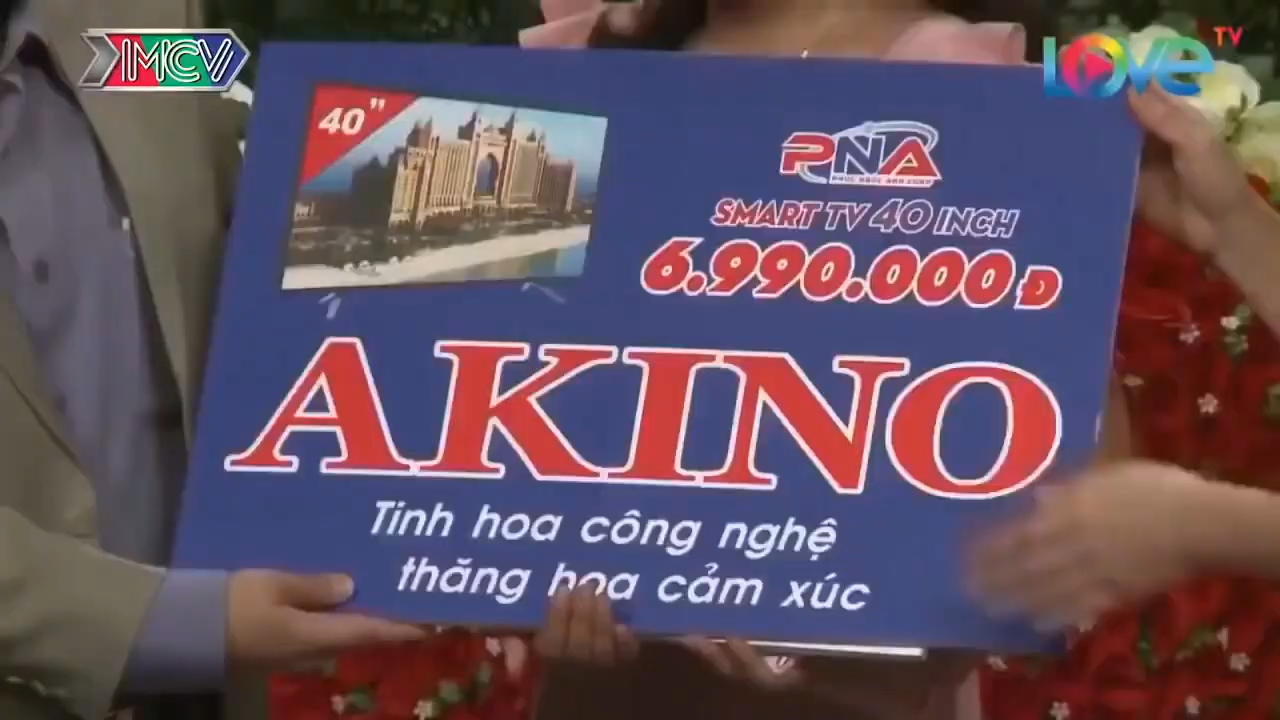 MCV
LOVE TV
40"
PNA
SMART TV 40 INCH
6.990.000 Đ
AKINO
Tinh hoa công nghệ
thăng hoa cảm xúc